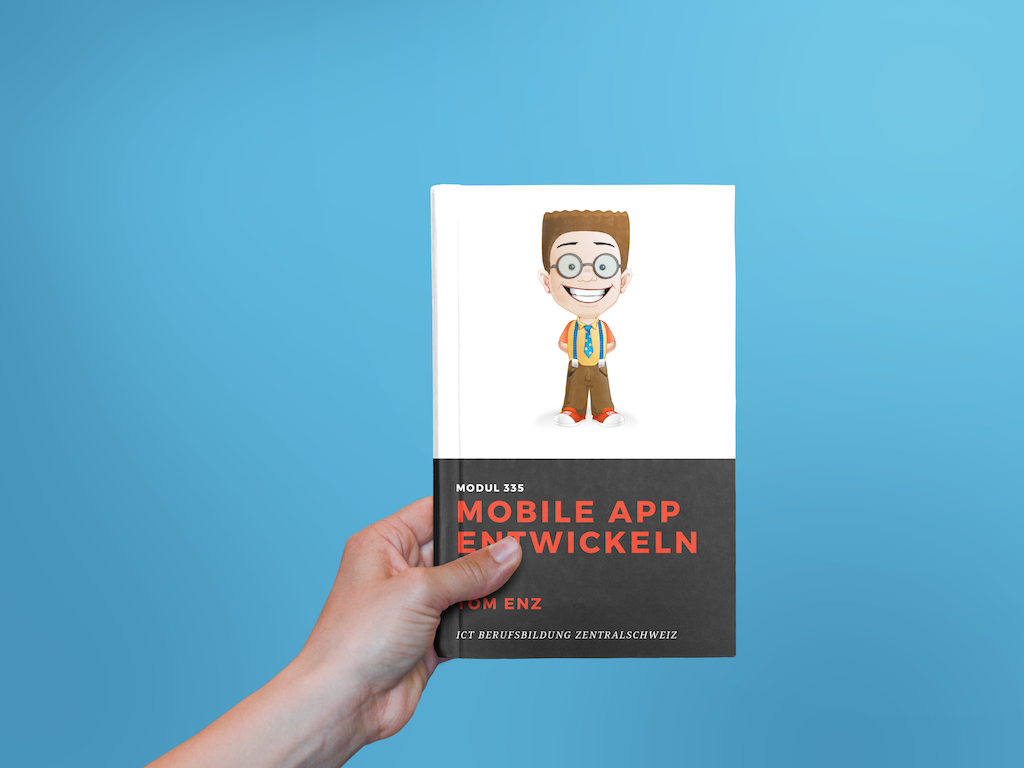 MODUL 335
MOBILE APP
ENTWICKELN
TOM ENZ
ICT BERUFSBILDUNG ZENTRALSCHWEIZ